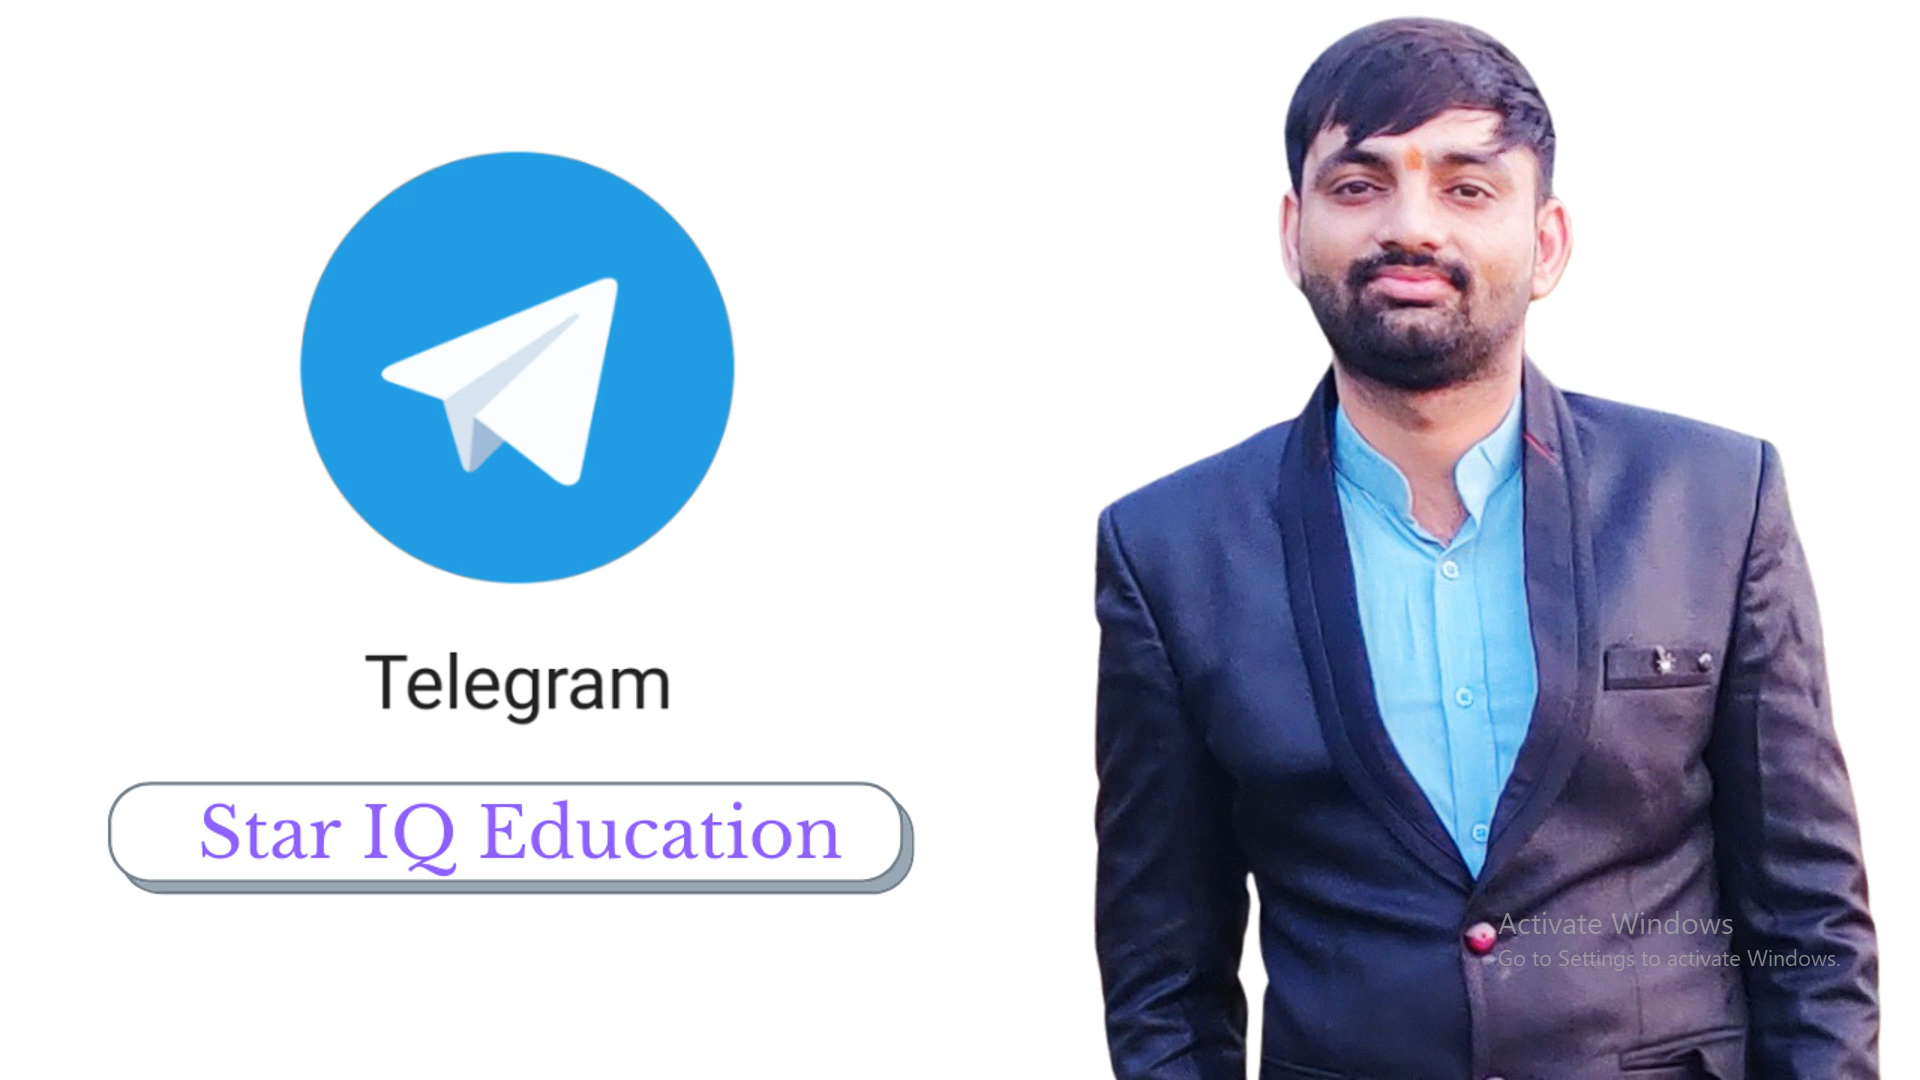 Telegram
Star IQ Education
Activate Windows
Go to Settings to activate Windows.